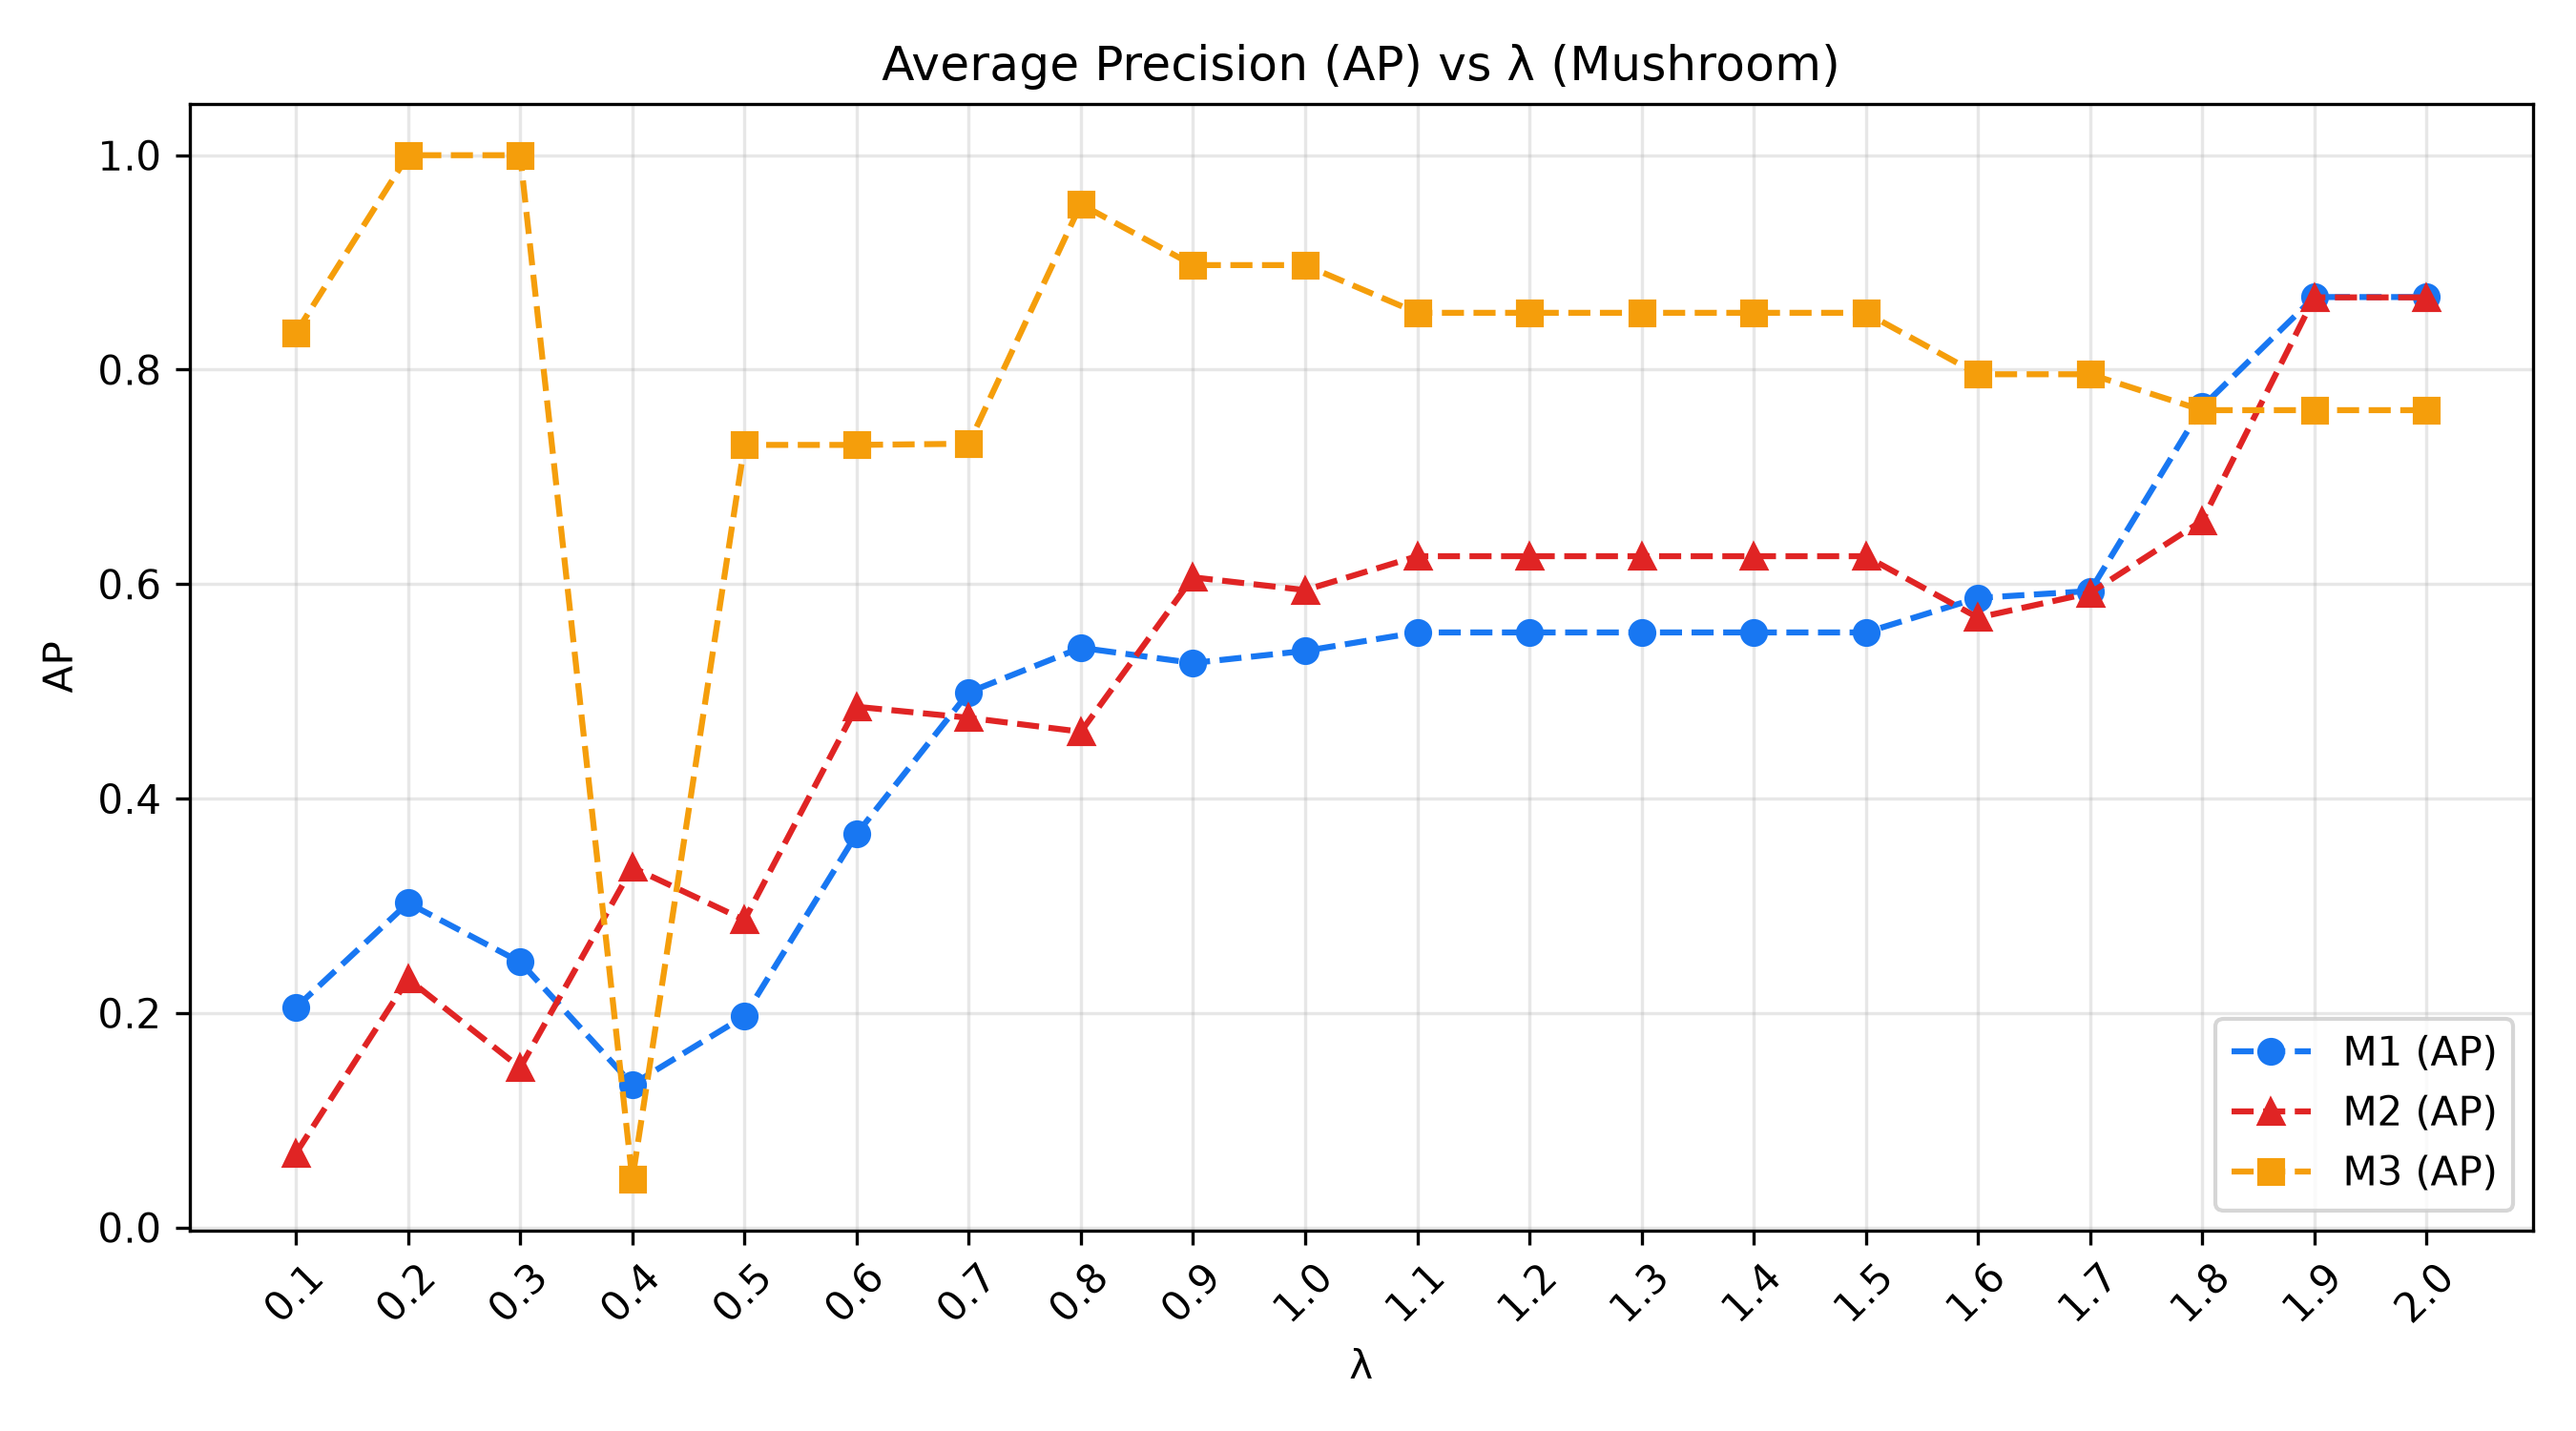 Average Precision (AP) vs λ (Mushroom)
1.0
0.8
0.6
0.4
0.2
0.0
AP
M1 (AP)
M2 (AP)
M3 (AP)
0.1 0.2 0.3 0.4 0.5 0.6 0.7 0.8 0.9 1.0 1.1 1.2 1.3 1.4 1.5 1.6 1.7 1.8 1.9 2.0
λ